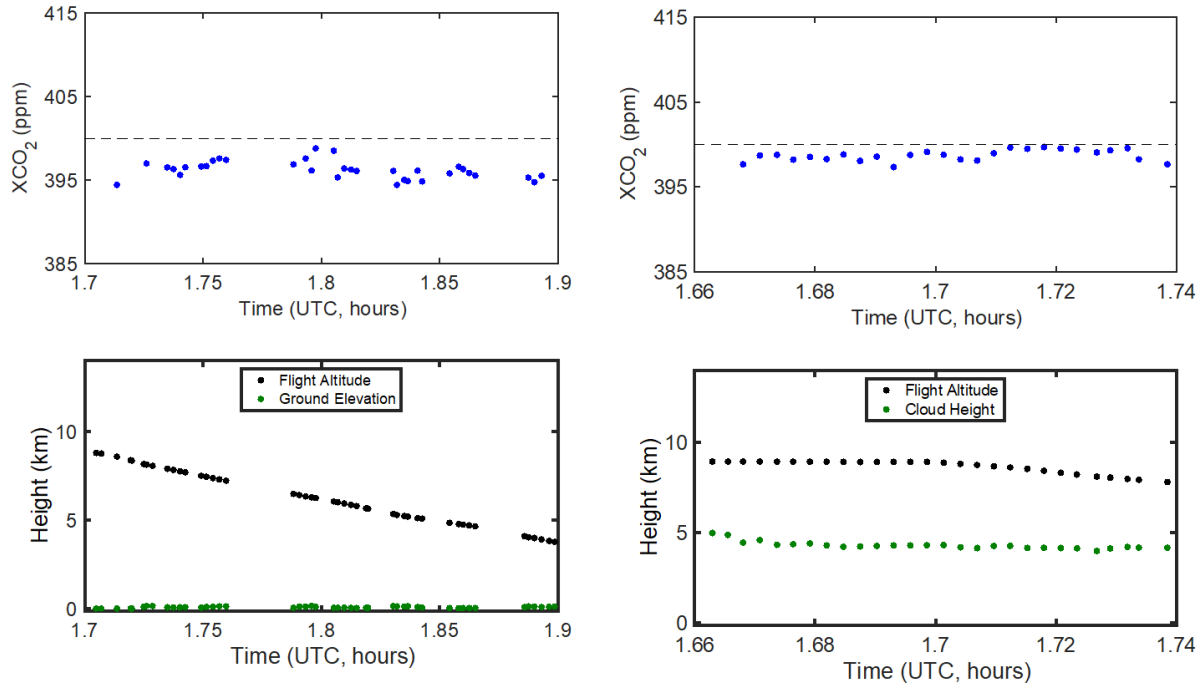 415
405
395
385
XCO2 (ppm)
1.7 1.75 1.8 1.85 1.9
Time (UTC, hours)
415
405
395
385
XCO2 (ppm)
1.66 1.68 1.7 1.72 1.74
Time (UTC, hours)
Flight Altitude
Ground Elevation
10
5
0
Height (km)
1.7 1.75 1.8 1.85 1.9
Time (UTC, hours)
Flight Altitude
Cloud Height
10
5
0
Height (km)
1.66 1.68 1.7 1.72 1.74
Time (UTC, hours)